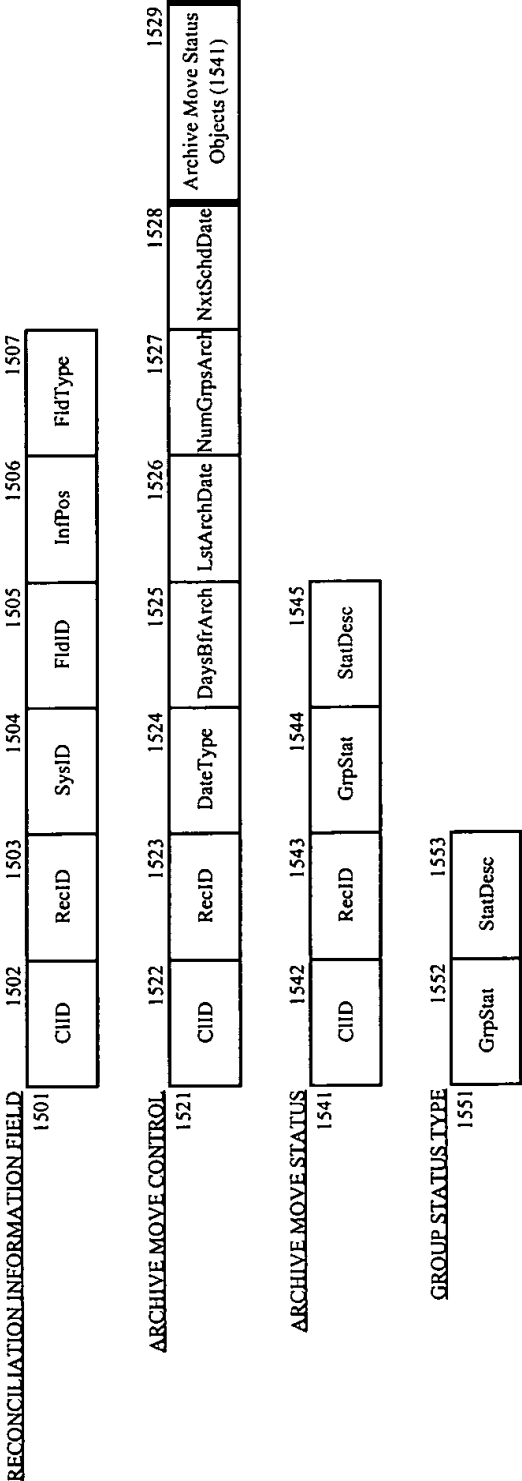 RECONCILIATION INFORMATION FIELD
1501
1502 1503 1504 1505 1506 1507
ClID RecID SysID FldID InfPos FldType
ARCHIVE MOVE CONTROL
1521
1522 1523 1524 1525 1526 1527 1528 1529
ClID RecID DateType DaysBfrArch LstArchDate NumGrpsArch NxtSchdDate Archive Move Status
Objects (1541)
ARCHIVE MOVE STATUS
1541
1542 1543 1544 1545
ClID RecID GrpStat StatDesc
GROUP STATUS TYPE
1551
1552 1553
GrpStat StatDesc